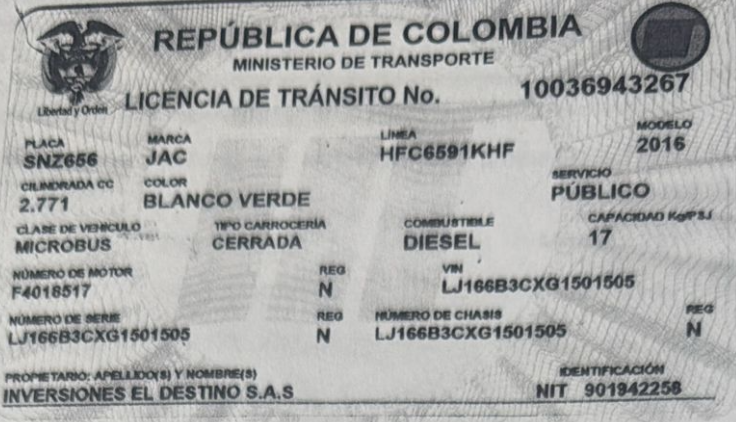 REPÚBLICA DE COLOMBIA
MINISTERIO DE TRANSPORTE
Libertad y Orden
LICENCIA DE TRÁNSITO No. 10036943267
PLACA MARCA LÍNEA MODELO
SNZ656 JAC HFC6591KHF 2016
CILINDRADA CC COLOR SERVICIO
2.771 BLANCO VERDE PÚBLICO
CLASE DE VEHÍCULO TIPO CARROCERÍA COMBUSTIBLE CAPACIDAD Kg/PSJ
MICROBUS CERRADA DIESEL 17
NÚMERO DE MOTOR REG VIN
F4018517 N LJ166B3CXG1501505
NÚMERO DE SERIE REG NÚMERO DE CHASIS REG
LJ166B3CXG1501505 N LJ166B3CXG1501505 N
PROPIETARIO: APELLIDO(S) Y NOMBRE(S) IDENTIFICACIÓN
INVERSIONES EL DESTINO S.A.S NIT 901942258